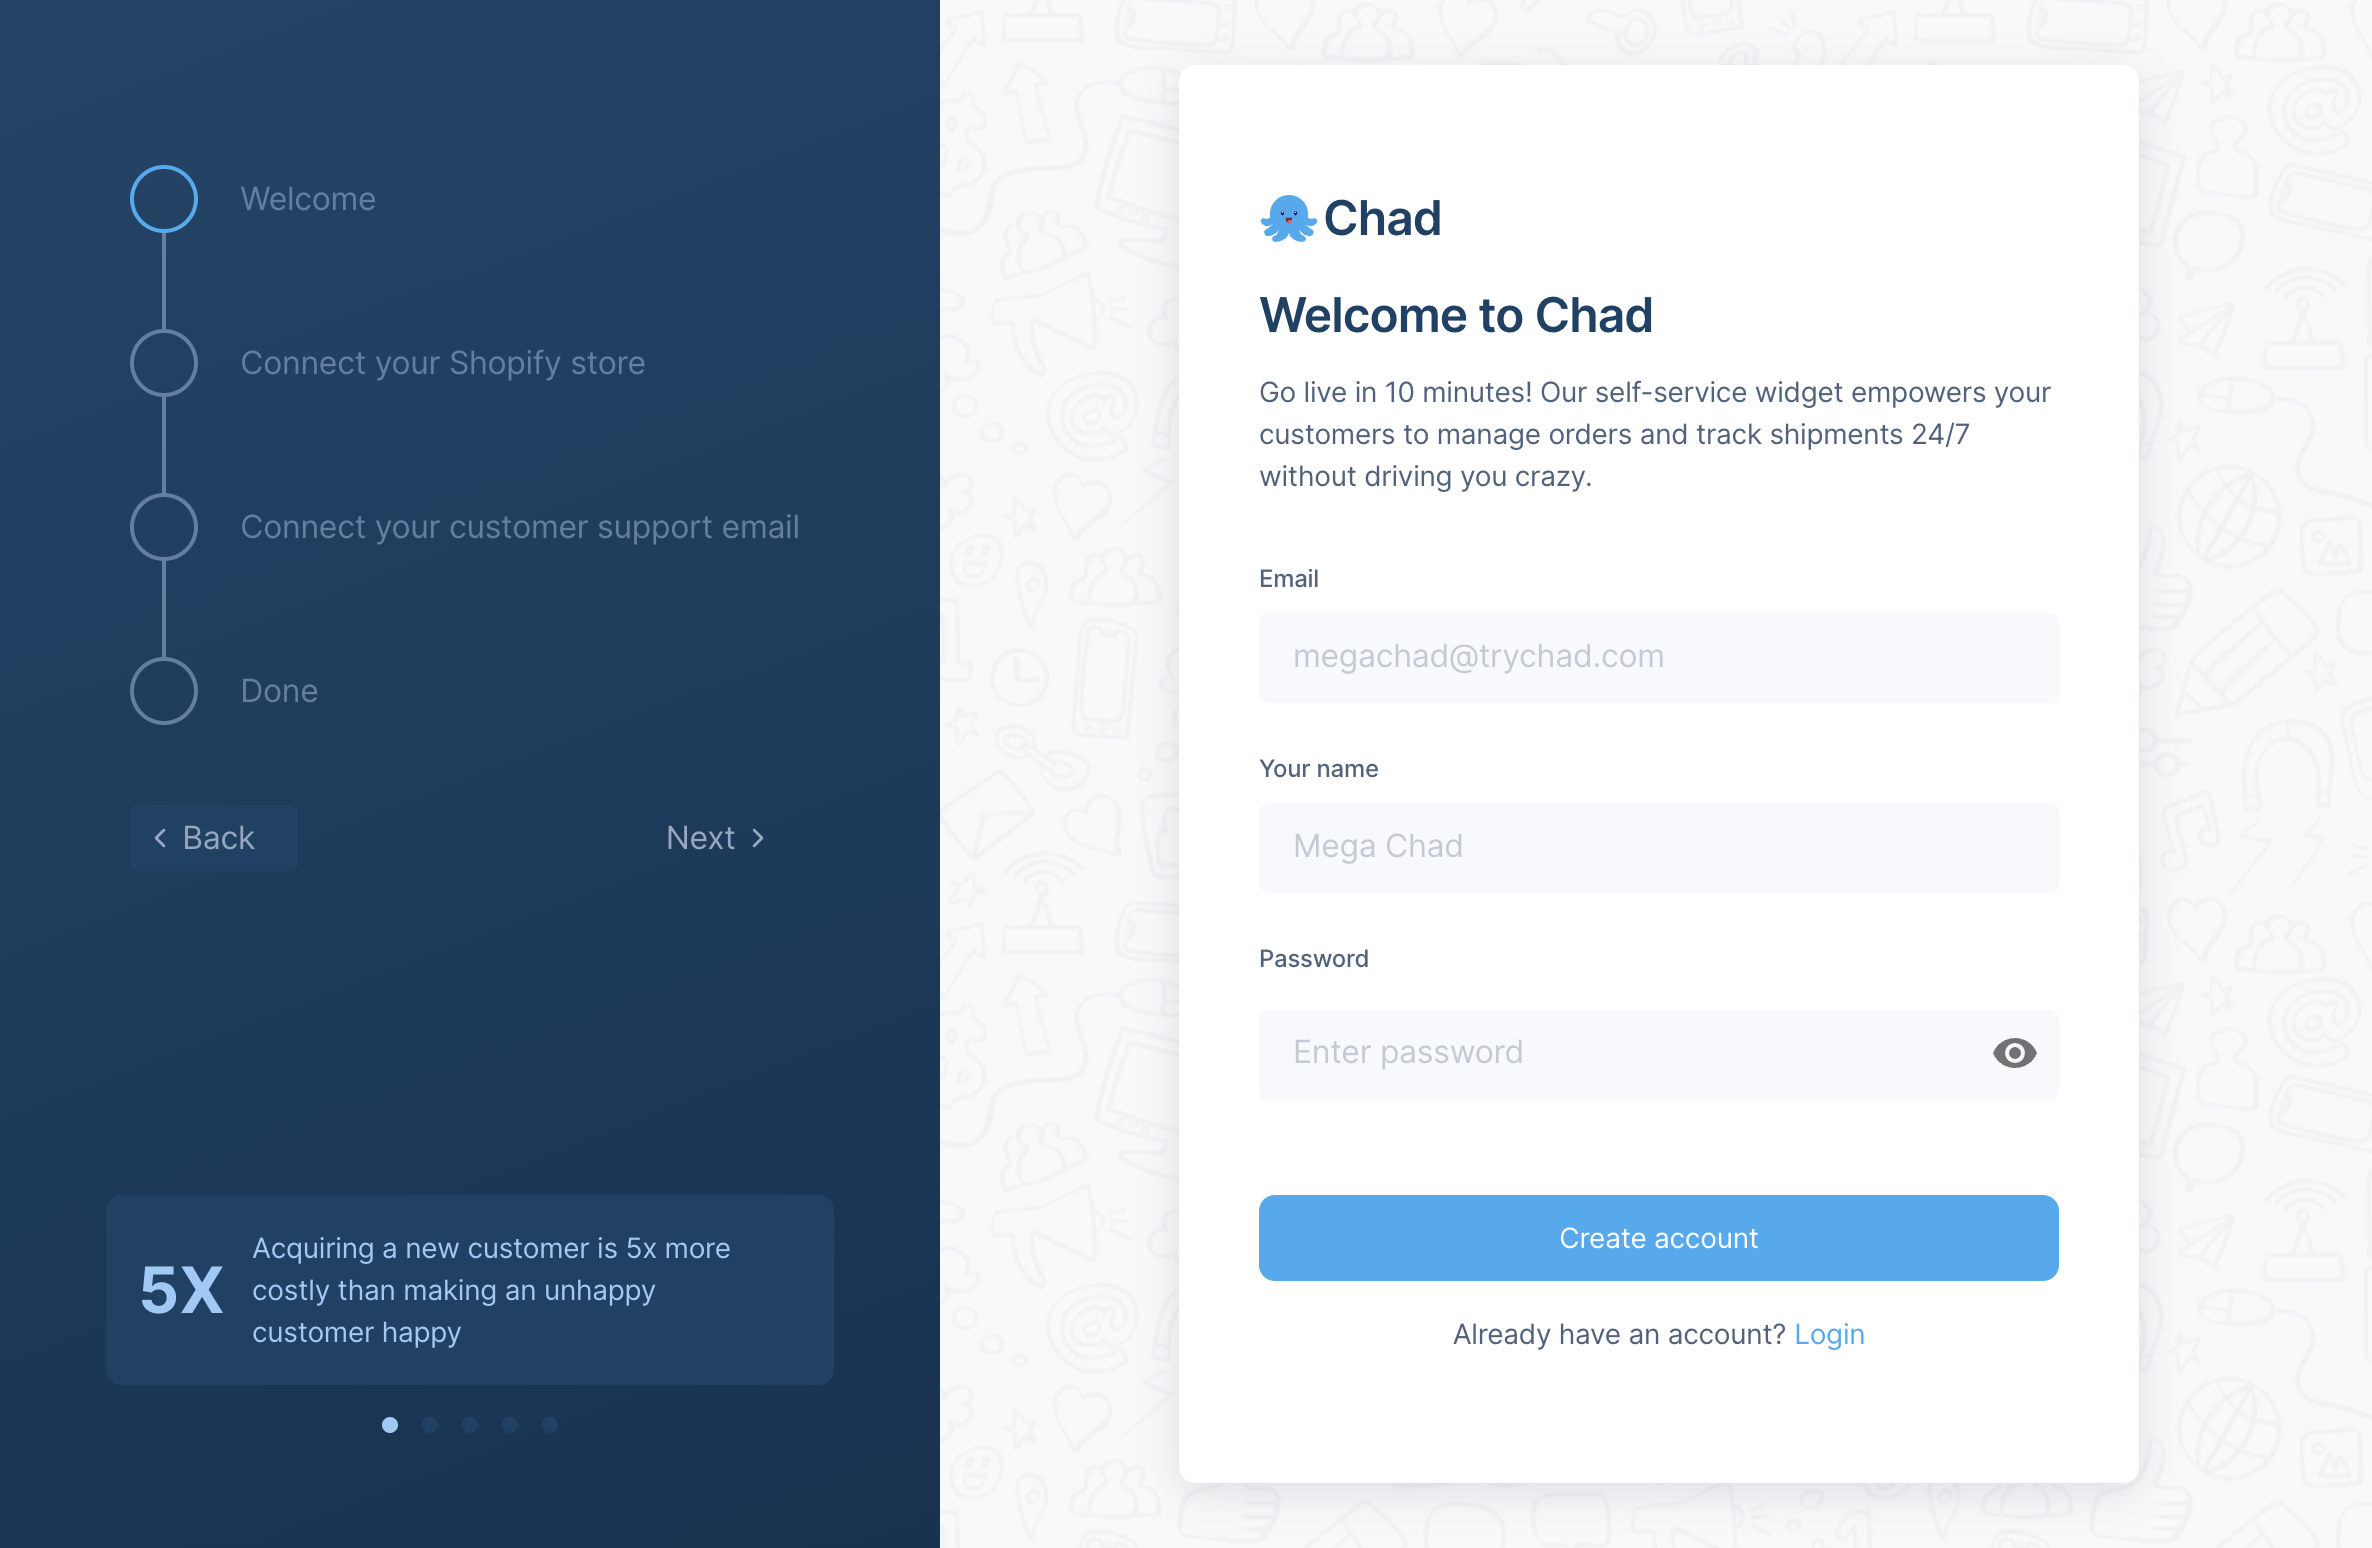 Welcome
Connect your Shopify store
Connect your customer support email
Done
Back
Next
5X
Acquiring a new customer is 5x more
costly than making an unhappy
customer happy
Chad
Welcome to Chad
Go live in 10 minutes! Our self-service widget empowers your
customers to manage orders and track shipments 24/7
without driving you crazy.
Email
megachad@trychad.com
Your name
Mega Chad
Password
Enter password
Create account
Already have an account? Login